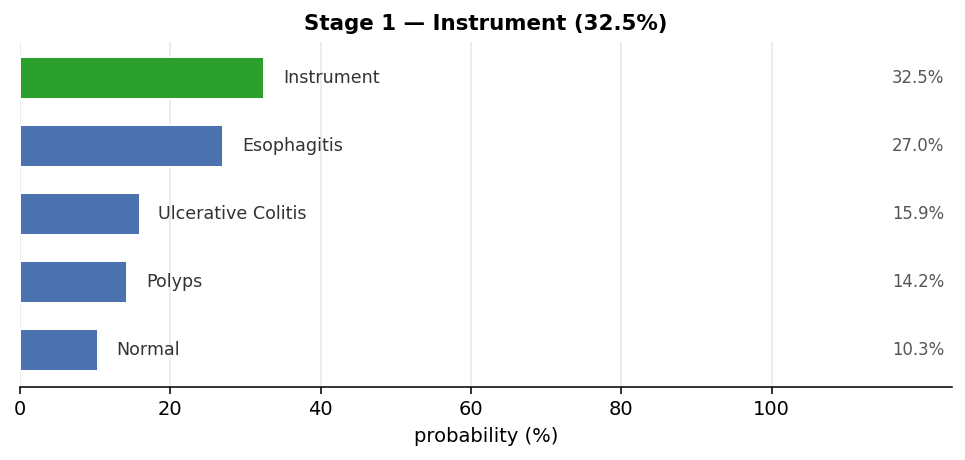 Stage 1 — Instrument (32.5%)
Instrument 32.5%
Esophagitis 27.0%
Ulcerative Colitis 15.9%
Polyps 14.2%
Normal 10.3%
0 20 40 60 80 100
probability (%)